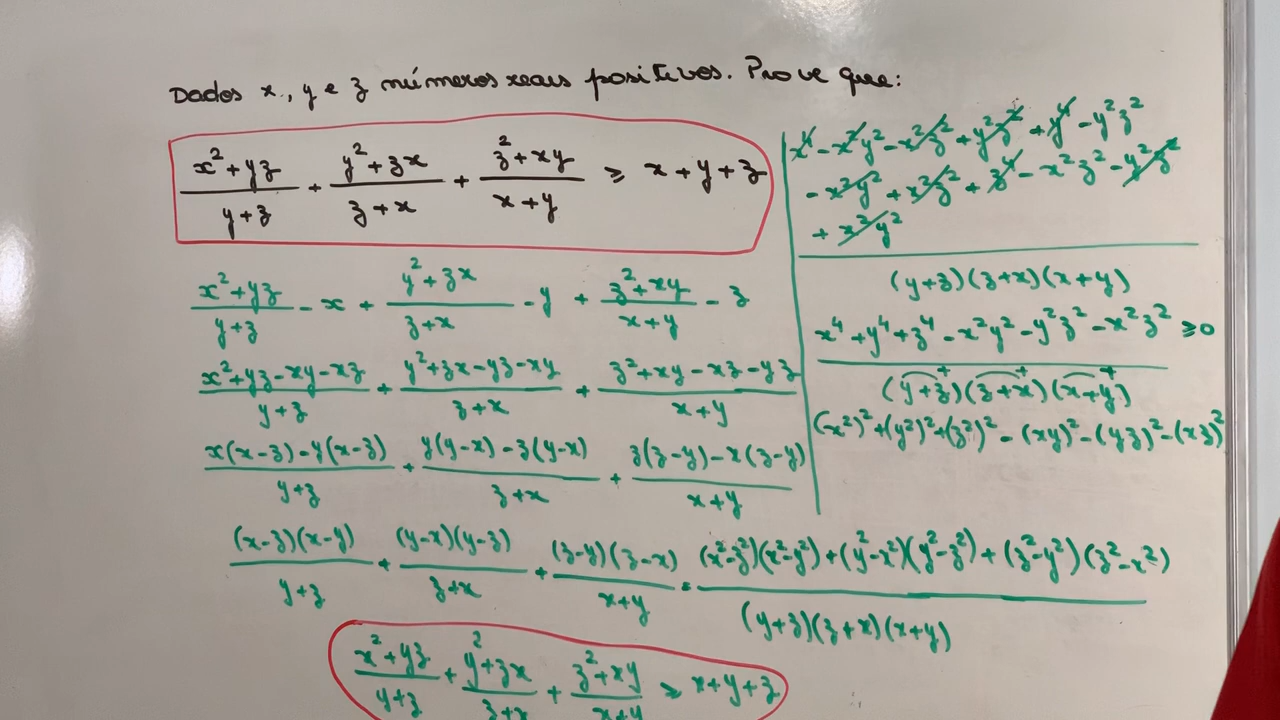 Dados x, y e z números reais positivos. Prove que:
(x² + yz)/(y + z) + (y² + zx)/(z + x) + (z² + xy)/(x + y) ≥ x + y + z
(x² + yz)/(y + z) - x + (y² + zx)/(z + x) - y + (z² + xy)/(x + y) - z
(x² + yz - xy - xz)/(y + z) + (y² + zx - yz - xy)/(z + x) + (z² + xy - xz - yz)/(x + y)
(x(x - z) - y(x - z))/(y + z) + (y(y - x) - z(y - x))/(z + x) + (z(z - y) - x(z - y))/(x + y)
((x - z)(x - y))/(y + z) + ((y - x)(y - z))/(z + x) + ((z - y)(z - x))/(x + y) = ((x² - z²)(x² - y²) + (y² - x²)(y² - z²) + (z² - y²)(z² - x²))/((y + z)(z + x)(x + y))
x⁴ - x²y² - x²z² + y²z² + y⁴ - y²z²
- x²y² + x²z² + z⁴ - x²z² - y²z²
+ x²y²
(y + z)(z + x)(x + y)
x⁴ + y⁴ + z⁴ - x²y² - y²z² - x²z² ≥ 0
(y + z)⁺(z + x)⁺(x + y)⁺
(x²)² + (y²)² + (z²)² - (xy)² - (yz)² - (xz)²
(x² + yz)/(y + z) + (y² + zx)/(z + x) + (z² + xy)/(x + y) ≥ x + y + z